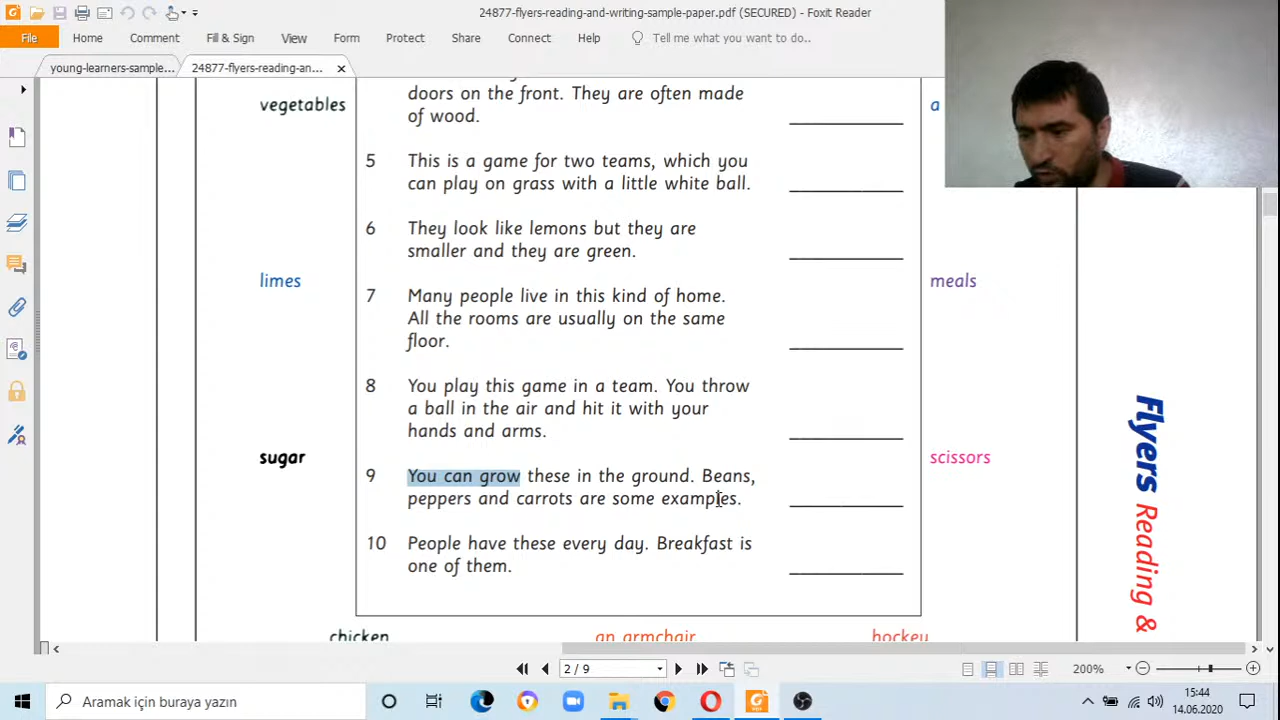 24877-flyers-reading-and-writing-sample-paper.pdf (SECURED) - Foxit Reader
File Home Comment View Fill & Sign Form Protect Share Connect Help Tell me what you want to do..
young-learners-sample... 24877-flyers-reading-an...
vegetables
a
doors on the front. They are often made
of wood.
5 This is a game for two teams, which you
can play on grass with a little white ball.
6 They look like lemons but they are
smaller and they are green.
limes
meals
7 Many people live in this kind of home.
All the rooms are usually on the same
floor.
8 You play this game in a team. You throw
a ball in the air and hit it with your
hands and arms.
sugar
scissors
9 You can grow these in the ground. Beans,
peppers and carrots are some examples.
10 People have these every day. Breakfast is
one of them.
chicken an armchair hockey
Flyers Reading &
2 / 9
200%
Aramak için buraya yazın
15:44
14.06.2020